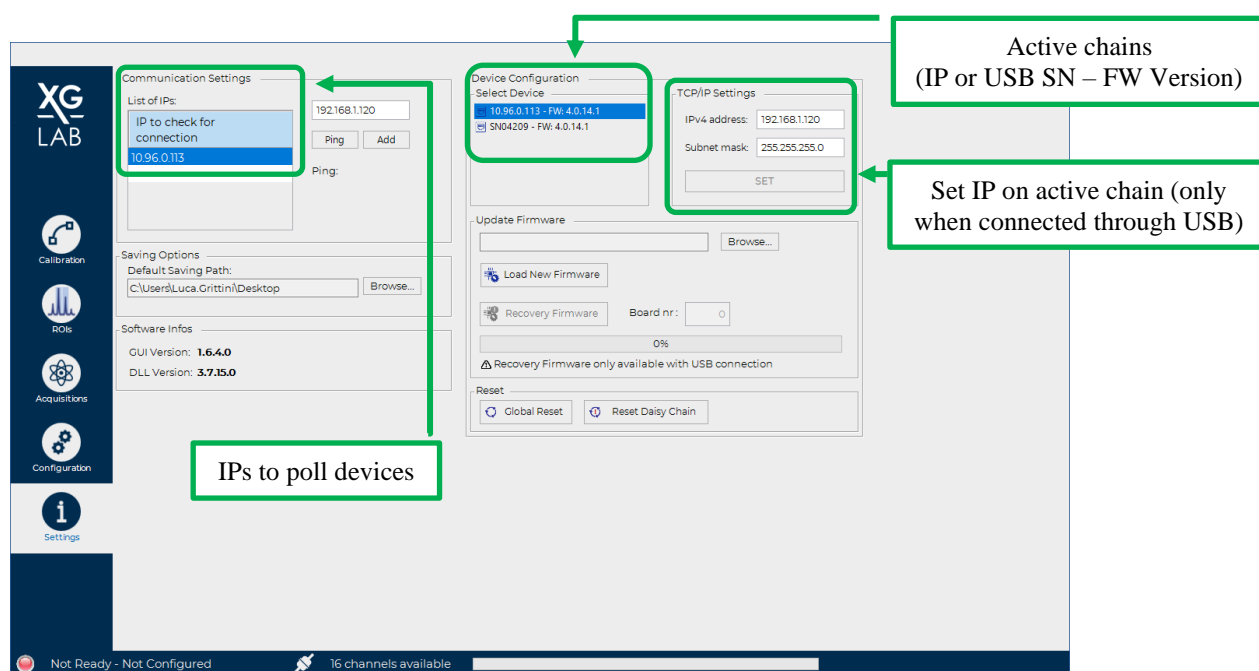 Active chains
(IP or USB SN – FW Version)
XG
LAB
Communication Settings
List of IPs:
IP to check for
connection
10.96.0.113
192.168.1.120
Ping
Add
Ping:
Device Configuration
Select Device
10.96.0.113 - FW: 4.0.14.1
SN04209 - FW: 4.0.14.1
TCP/IP Settings
IPv4 address:
192.168.1.120
Subnet mask:
255.255.255.0
SET
Set IP on active chain (only
when connected through USB)
Calibration
ROIs
Acquisitions
Configuration
Settings
Saving Options
Default Saving Path:
C:\Users\Luca.Grittini\Desktop
Browse...
Software Infos
GUI Version: 1.6.4.0
DLL Version: 3.7.15.0
Update Firmware
Browse...
Load New Firmware
Recovery Firmware
Board nr:
0
0%
Recovery Firmware only available with USB connection
Reset
Global Reset
Reset Daisy Chain
IPs to poll devices
Not Ready - Not Configured
16 channels available